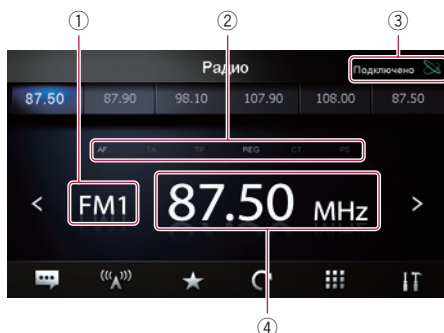 ① ② ③
Радио
Подключено
87.50 87.90 98.10 107.90 108.00 87.50
AF TA TP REG CT PS
< FM1 87.50 MHz >
④